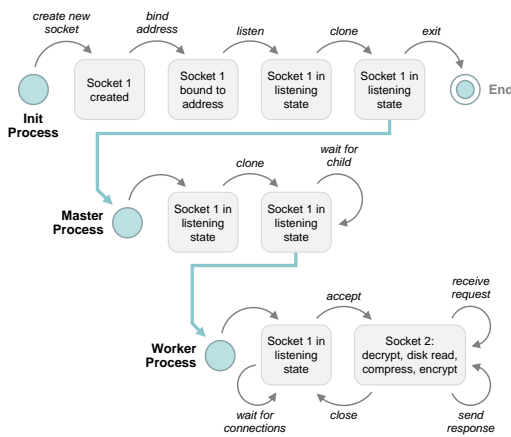 create new
socket
bind
address
listen
clone
exit
Socket 1
created
Socket 1
bound to
address
Socket 1 in
listening
state
Socket 1 in
listening
state
End
Init
Process
clone
wait for
child
Master
Process
Socket 1 in
listening
state
Socket 1 in
listening
state
accept
receive
request
Worker
Process
Socket 1 in
listening
state
Socket 2:
decrypt, disk read,
compress, encrypt
wait for
connections
close
send
response